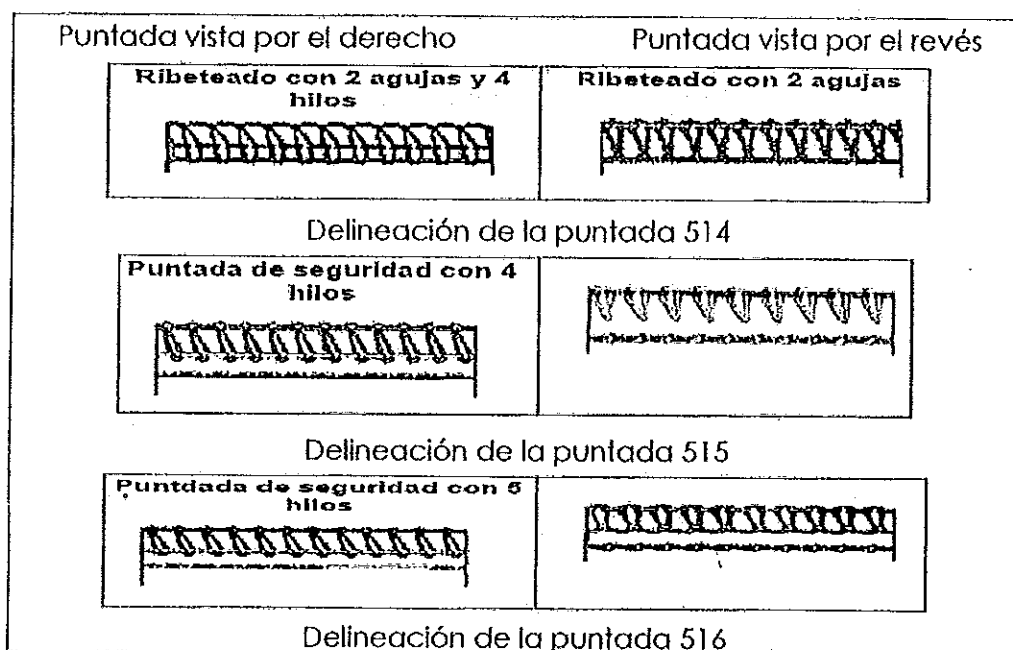 Puntada vista por el derecho
Puntada vista por el revés
Ribeteado con 2 agujas y 4
hilos
Ribeteado con 2 agujas
Delineación de la puntada 514
Puntada de seguridad con 4
hilos
Delineación de la puntada 515
Puntdada de seguridad con 5
hilos
Delineación de la puntada 516